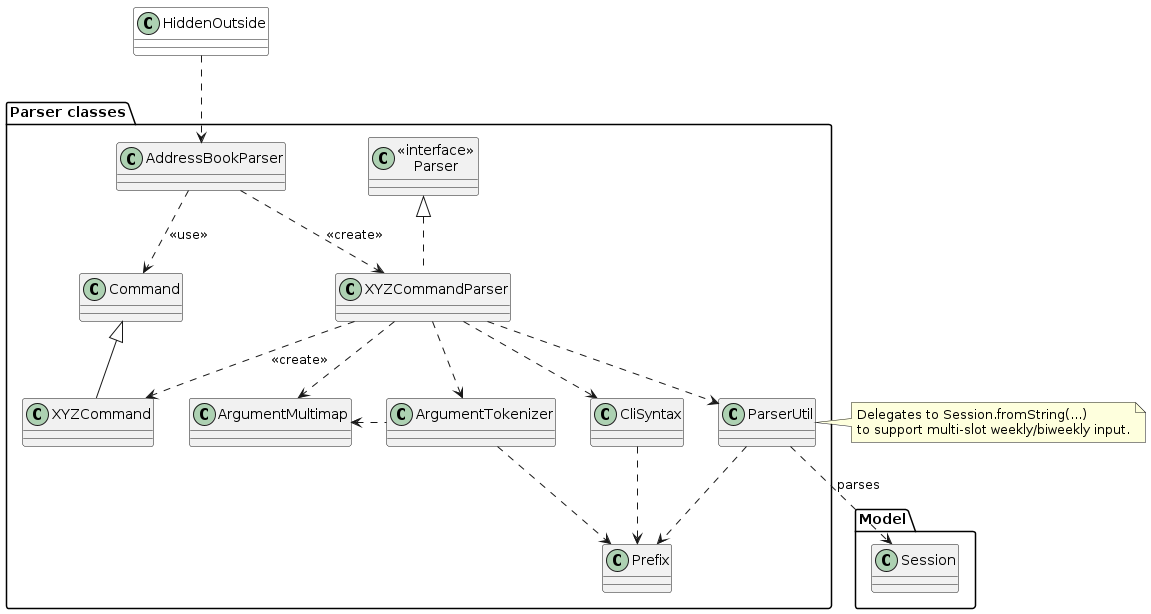 C HiddenOutside
Parser classes
C AddressBookParser
C «interface»
Parser
«use»
«create»
C Command
C XYZCommandParser
«create»
C XYZCommand
C ArgumentMultimap
C ArgumentTokenizer
C CliSyntax
C ParserUtil
Delegates to Session.fromString(...)
to support multi-slot weekly/biweekly input.
parses
Model
C Prefix
C Session